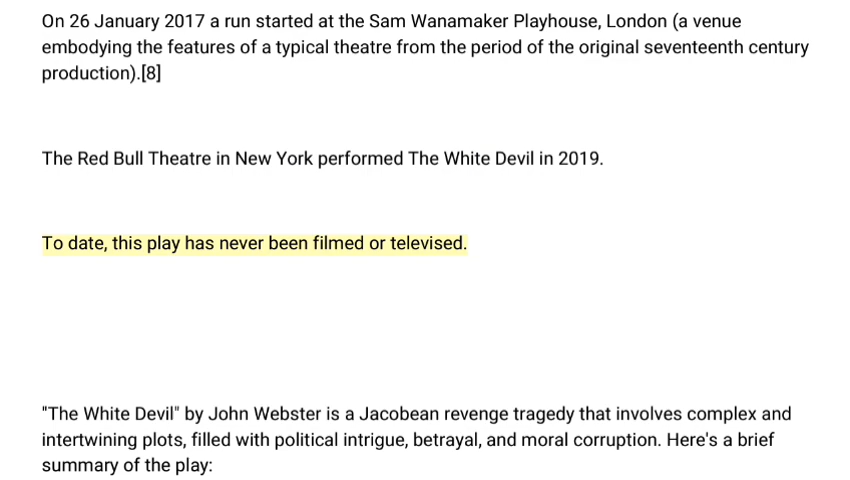 On 26 January 2017 a run started at the Sam Wanamaker Playhouse, London (a venue
embodying the features of a typical theatre from the period of the original seventeenth century
production).[8]
The Red Bull Theatre in New York performed The White Devil in 2019.
To date, this play has never been filmed or televised.
"The White Devil" by John Webster is a Jacobean revenge tragedy that involves complex and
intertwining plots, filled with political intrigue, betrayal, and moral corruption. Here's a brief
summary of the play: